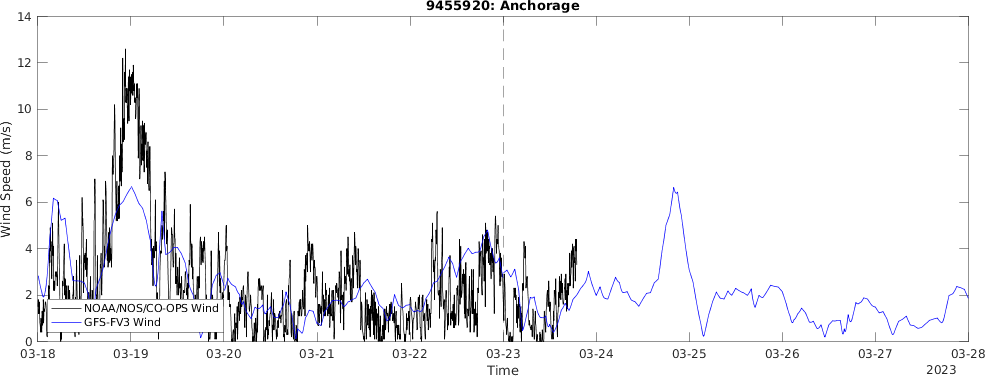 9455920: Anchorage
14
12
10
8
6
4
2
0
Wind Speed (m/s)
NOAA/NOS/CO-OPS Wind
GFS-FV3 Wind
03-18 03-19 03-20 03-21 03-22 03-23 03-24 03-25 03-26 03-27 03-28
Time
2023